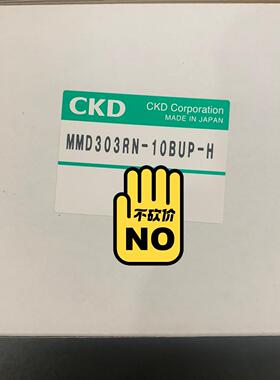 CKD
CKD Corporation
MADE IN JAPAN
MMD303RN-10BUP-H
不砍价
NO